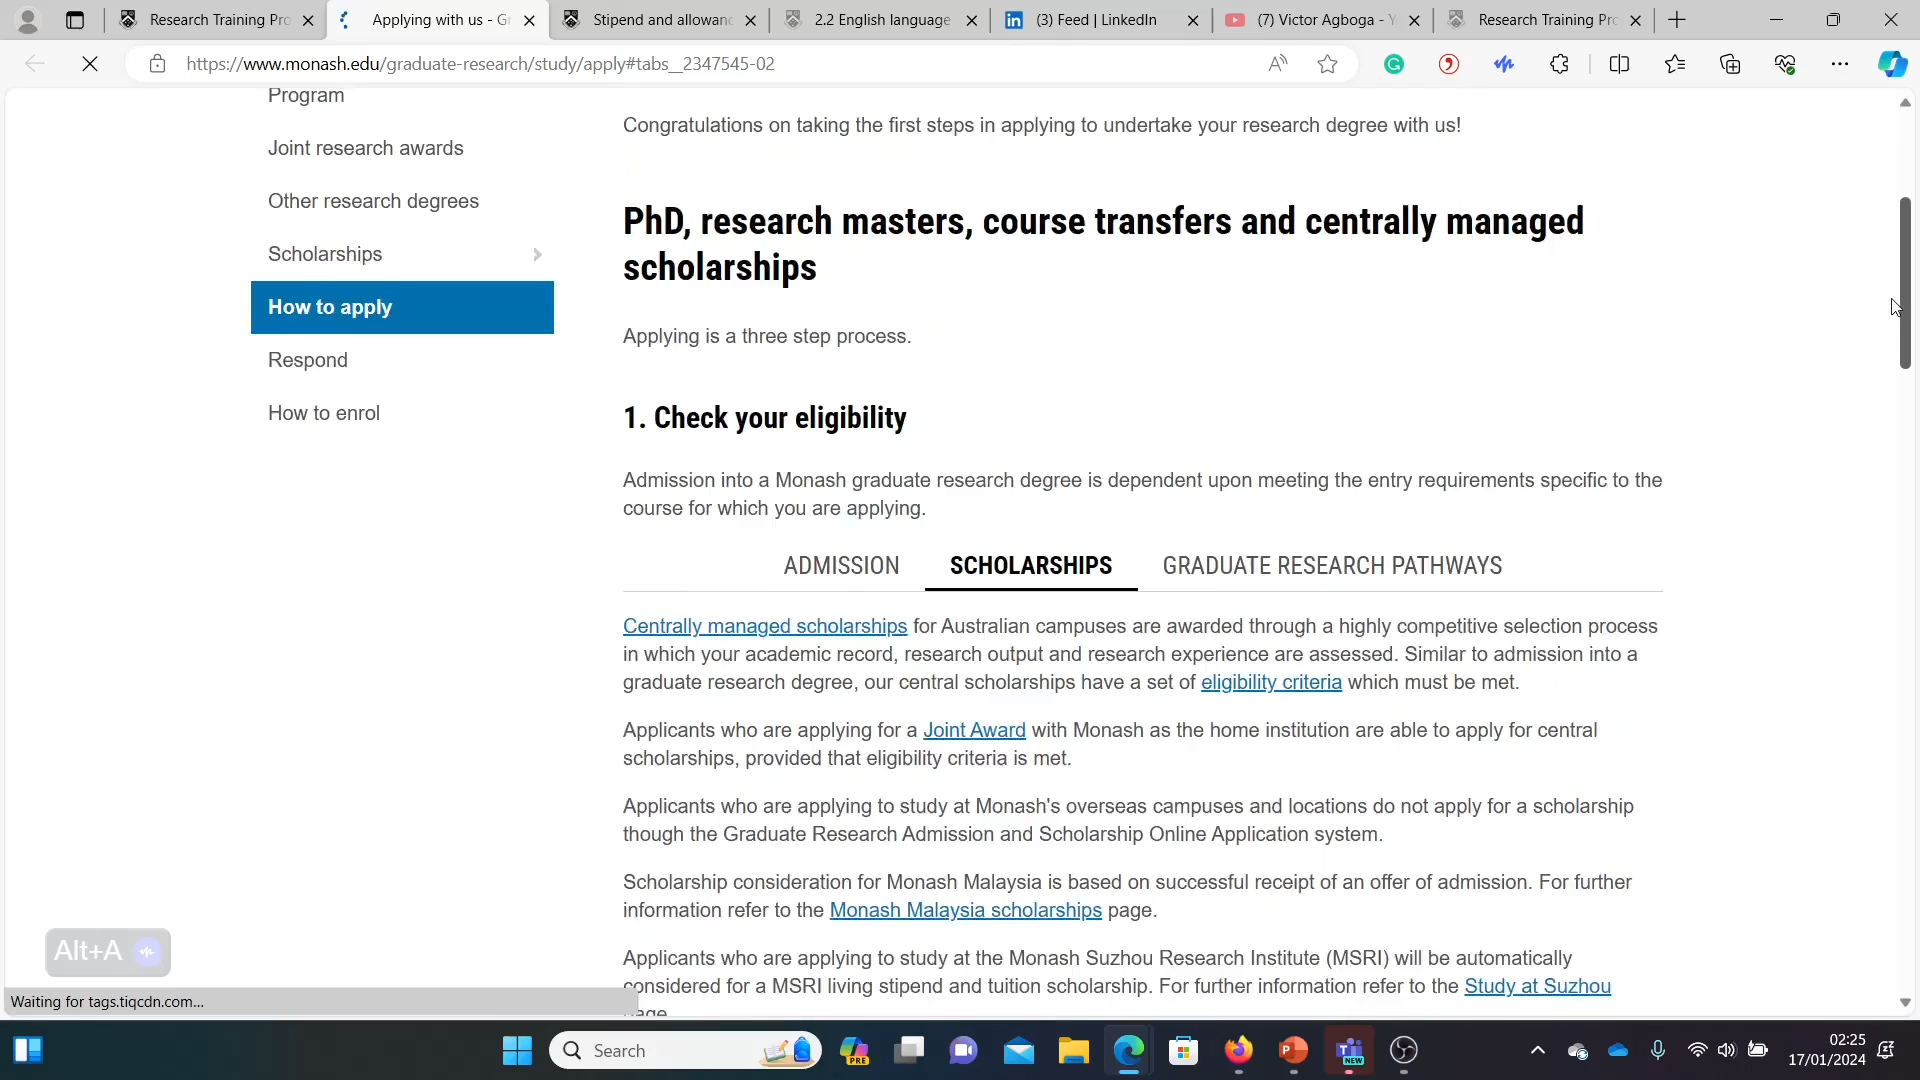 Research Training Pro
Applying with us - Gr
Stipend and allowanc
2.2 English language
(3) Feed | LinkedIn
(7) Victor Agboga - Y
Research Training Pro
https://www.monash.edu/graduate-research/study/apply#tabs__2347545-02
Program
Joint research awards
Other research degrees
Scholarships
How to apply
Respond
How to enrol
Congratulations on taking the first steps in applying to undertake your research degree with us!
PhD, research masters, course transfers and centrally managed
scholarships
Applying is a three step process.
1. Check your eligibility
Admission into a Monash graduate research degree is dependent upon meeting the entry requirements specific to the
course for which you are applying.
ADMISSION SCHOLARSHIPS GRADUATE RESEARCH PATHWAYS
Centrally managed scholarships for Australian campuses are awarded through a highly competitive selection process
in which your academic record, research output and research experience are assessed. Similar to admission into a
graduate research degree, our central scholarships have a set of eligibility criteria which must be met.
Applicants who are applying for a Joint Award with Monash as the home institution are able to apply for central
scholarships, provided that eligibility criteria is met.
Applicants who are applying to study at Monash's overseas campuses and locations do not apply for a scholarship
though the Graduate Research Admission and Scholarship Online Application system.
Scholarship consideration for Monash Malaysia is based on successful receipt of an offer of admission. For further
information refer to the Monash Malaysia scholarships page.
Applicants who are applying to study at the Monash Suzhou Research Institute (MSRI) will be automatically
considered for a MSRI living stipend and tuition scholarship. For further information refer to the Study at Suzhou
page
Alt+A
Waiting for tags.tiqcdn.com...
Search
PRE
NEW
02:25
17/01/2024